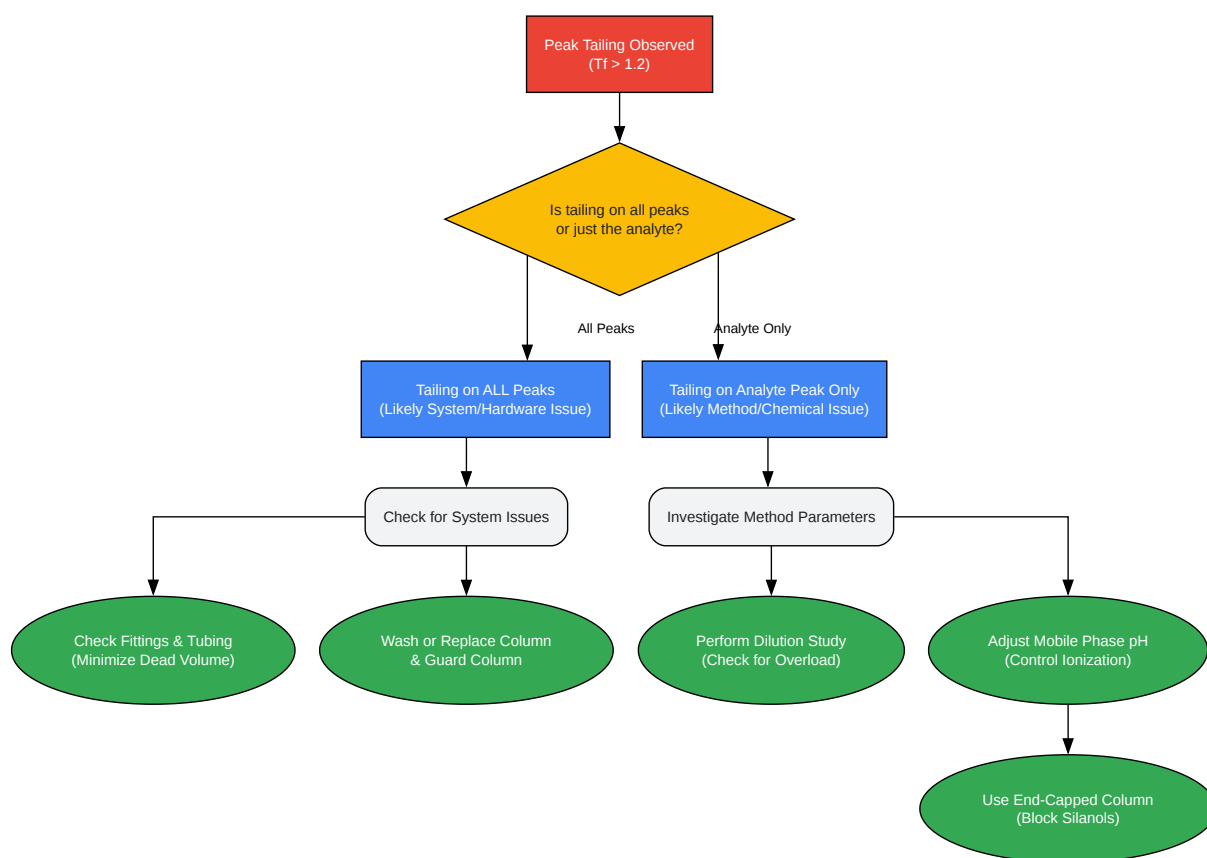 Peak Tailing Observed
(Tf > 1.2)
Is tailing on all peaks
or just the analyte?
All Peaks
Analyte Only
Tailing on ALL Peaks
(Likely System/Hardware Issue)
Tailing on Analyte Peak Only
(Likely Method/Chemical Issue)
Check for System Issues
Investigate Method Parameters
Check Fittings & Tubing
(Minimize Dead Volume)
Wash or Replace Column
& Guard Column
Perform Dilution Study
(Check for Overload)
Adjust Mobile Phase pH
(Control Ionization)
Use End-Capped Column
(Block Silanols)